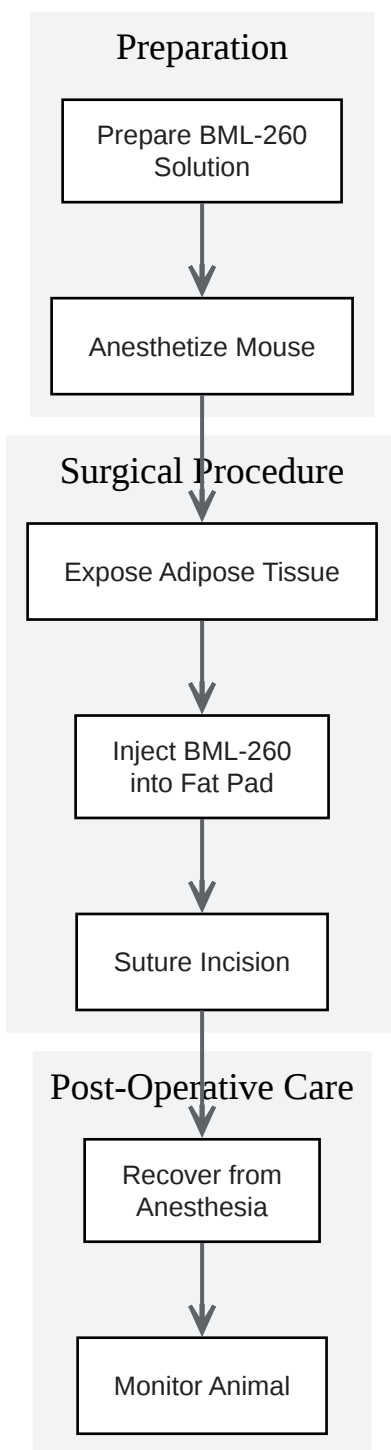 Preparation
Prepare BML-260
Solution
Anesthetize Mouse
Surgical Procedure
Expose Adipose Tissue
Inject BML-260
into Fat Pad
Suture Incision
Post-Operative Care
Recover from
Anesthesia
Monitor Animal